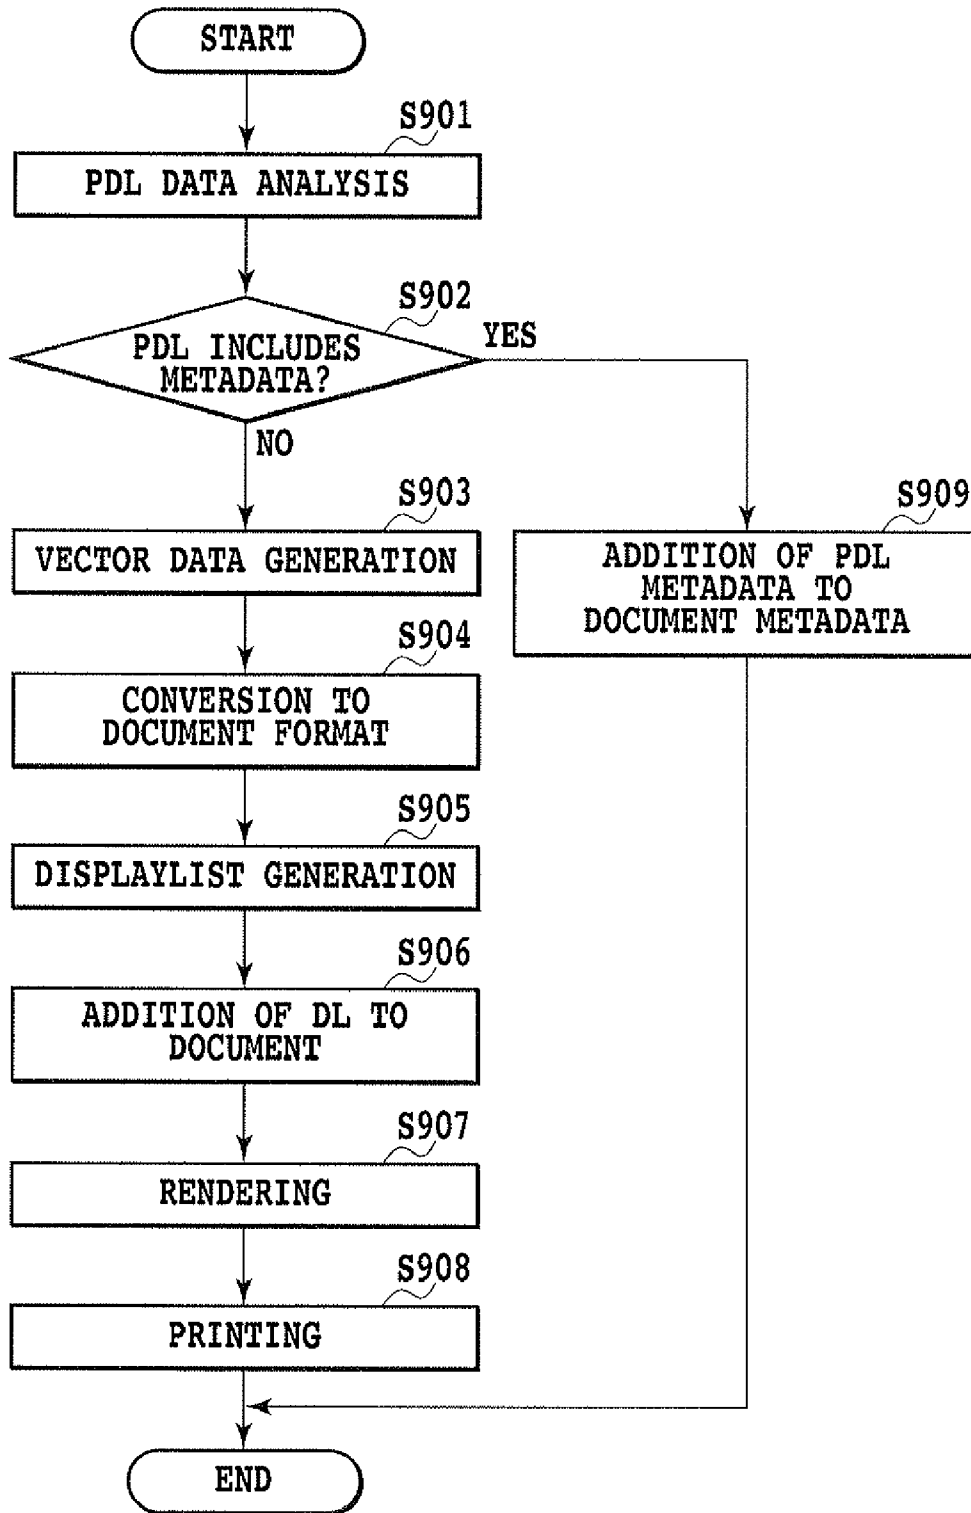 START
S901
PDL DATA ANALYSIS
S902
PDL INCLUDES
METADATA?
YES
NO
S903
VECTOR DATA GENERATION
S909
ADDITION OF PDL
METADATA TO
DOCUMENT METADATA
S904
CONVERSION TO
DOCUMENT FORMAT
S905
DISPLAYLIST GENERATION
S906
ADDITION OF DL TO
DOCUMENT
S907
RENDERING
S908
PRINTING
END